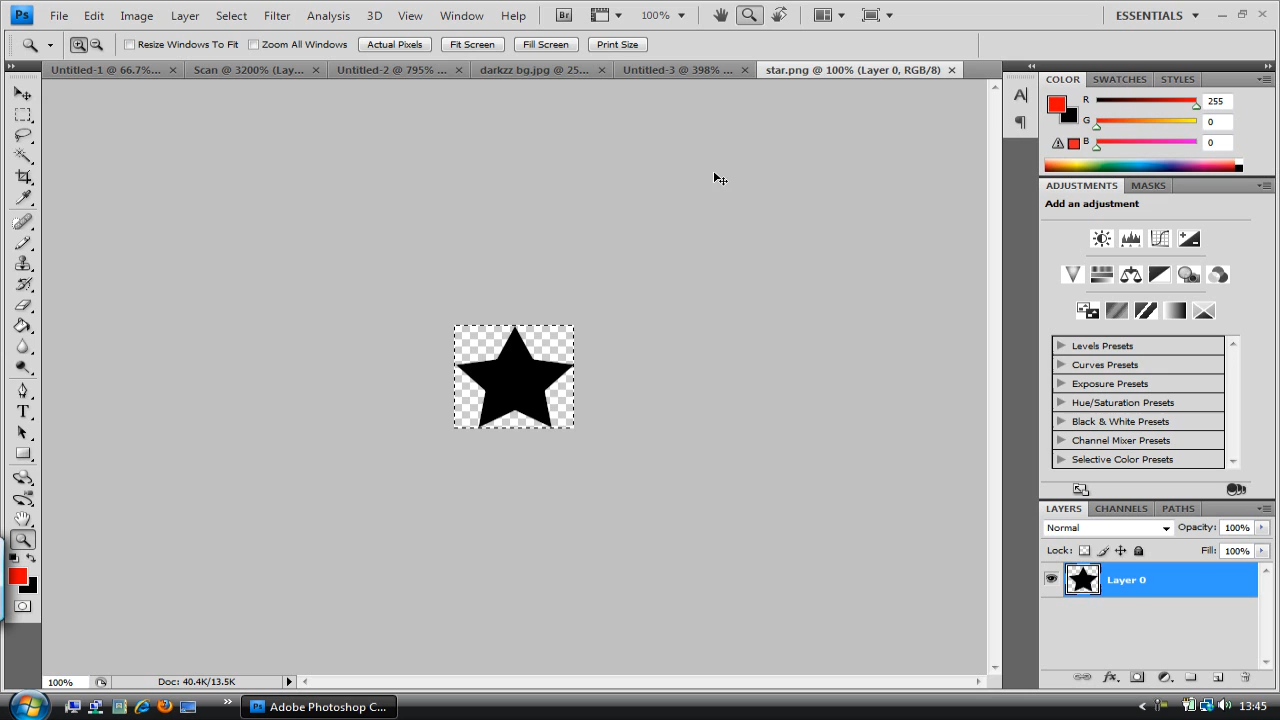 Ps File Edit Image Layer Select Filter Analysis 3D View Window Help Br 100% ESSENTIALS
Resize Windows To Fit Zoom All Windows Actual Pixels Fit Screen Fill Screen Print Size
Untitled-1 @ 66.7%... Scan @ 3200% (Lay... Untitled-2 @ 795% ... darkzz bg.jpg @ 25... Untitled-3 @ 398% ... star.png @ 100% (Layer 0, RGB/8)
COLOR SWATCHES STYLES
R 255
G 0
B 0
ADJUSTMENTS MASKS
Add an adjustment
Levels Presets
Curves Presets
Exposure Presets
Hue/Saturation Presets
Black & White Presets
Channel Mixer Presets
Selective Color Presets
LAYERS CHANNELS PATHS
Normal Opacity: 100%
Lock: Fill: 100%
Layer 0
100% Doc: 40.4K/13.5K
Ps Adobe Photoshop C... 13:45